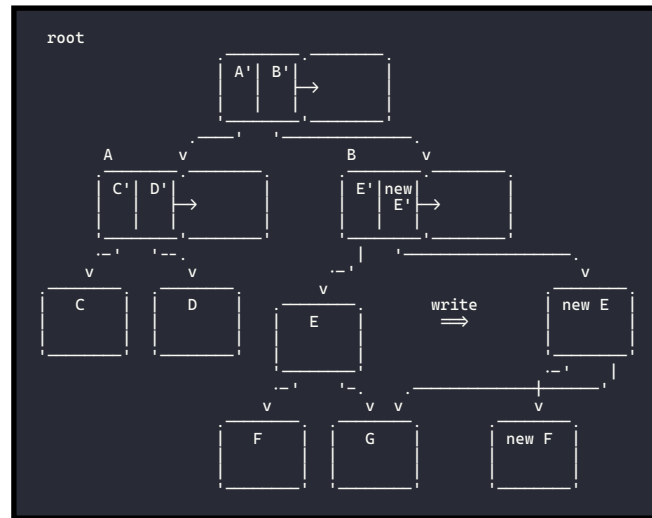 root
A' B'
A B
C' D' E' new
E'
C D write new E
E
F G new F